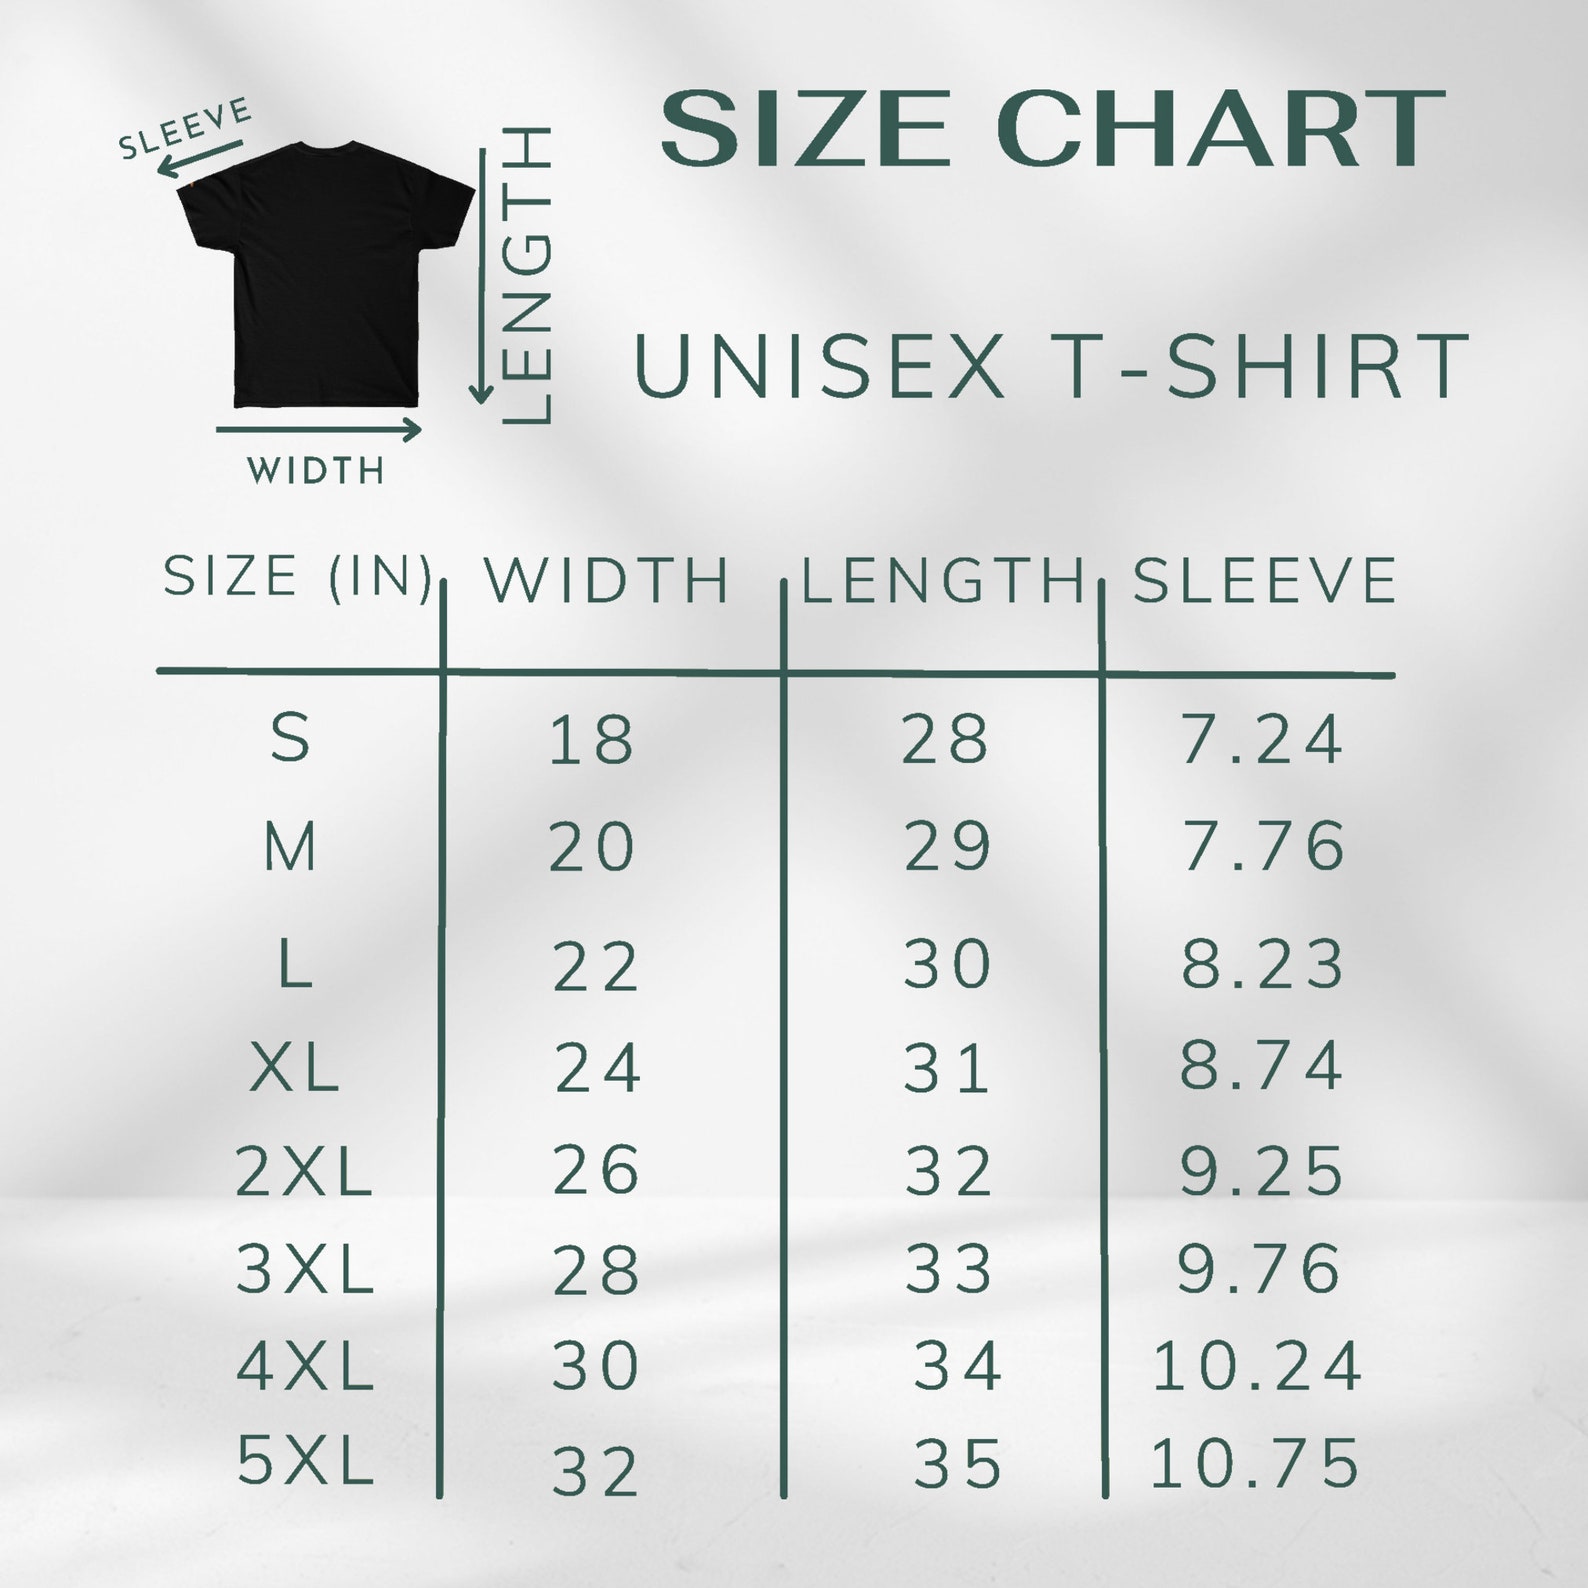 SIZE CHART
SLEEVE
LENGTH
UNISEX T-SHIRT
WIDTH
SIZE (IN) WIDTH LENGTH SLEEVE
S 18 28 7.24
M 20 29 7.76
L 22 30 8.23
XL 24 31 8.74
2XL 26 32 9.25
3XL 28 33 9.76
4XL 30 34 10.24
5XL 32 35 10.75